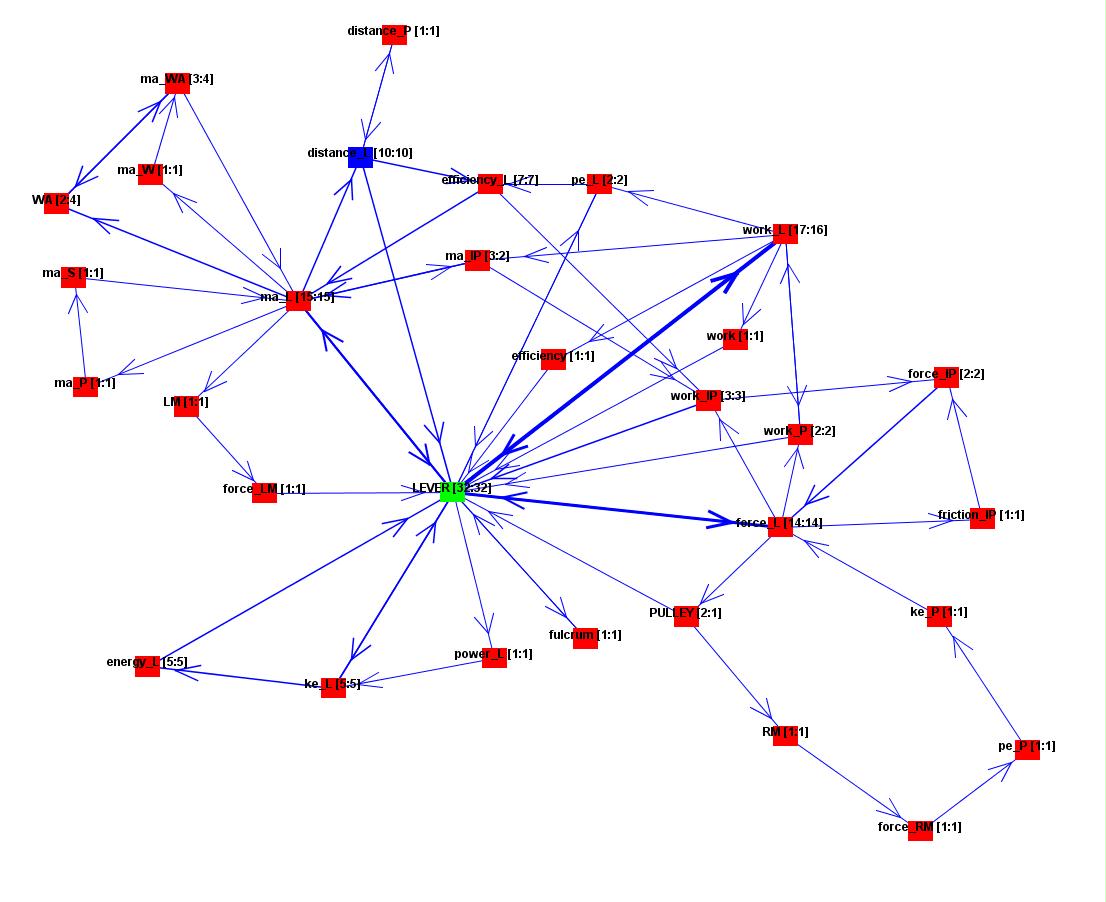 distance_P [1:1]
ma_WA [3:4]
distance_L [10:10]
ma_W [1:1]
efficiency_L [7:7]
pe_L [2:2]
WA [2:4]
work_L [17:16]
ma_IP [3:2]
ma_S [1:1]
ma_L [15:15]
work [1:1]
efficiency [1:1]
force_IP [2:2]
ma_P [1:1]
LM [1:1]
work_IP [3:3]
work_P [2:2]
force_LM [1:1]
LEVER [32:32]
force_L [14:14]
friction_IP [1:1]
PULLEY [2:1]
ke_P [1:1]
fulcrum [1:1]
power_L [1:1]
energy_L [5:5]
ke_L [5:5]
RM [1:1]
pe_P [1:1]
force_RM [1:1]